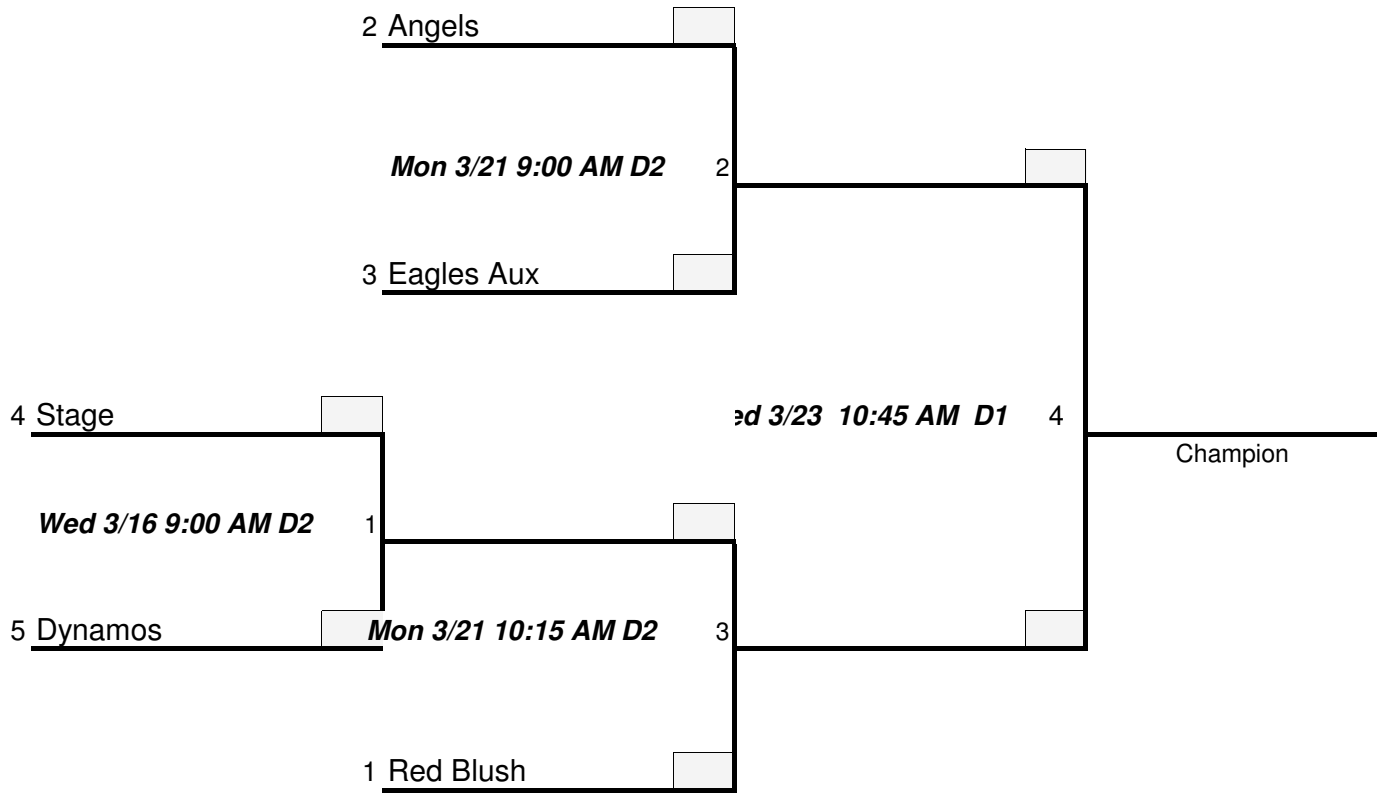 2 Angels
Mon 3/21 9:00 AM D2 2
3 Eagles Aux
4 Stage
ed 3/23 10:45 AM D1 4
Champion
Wed 3/16 9:00 AM D2 1
5 Dynamos
Mon 3/21 10:15 AM D2 3
1 Red Blush